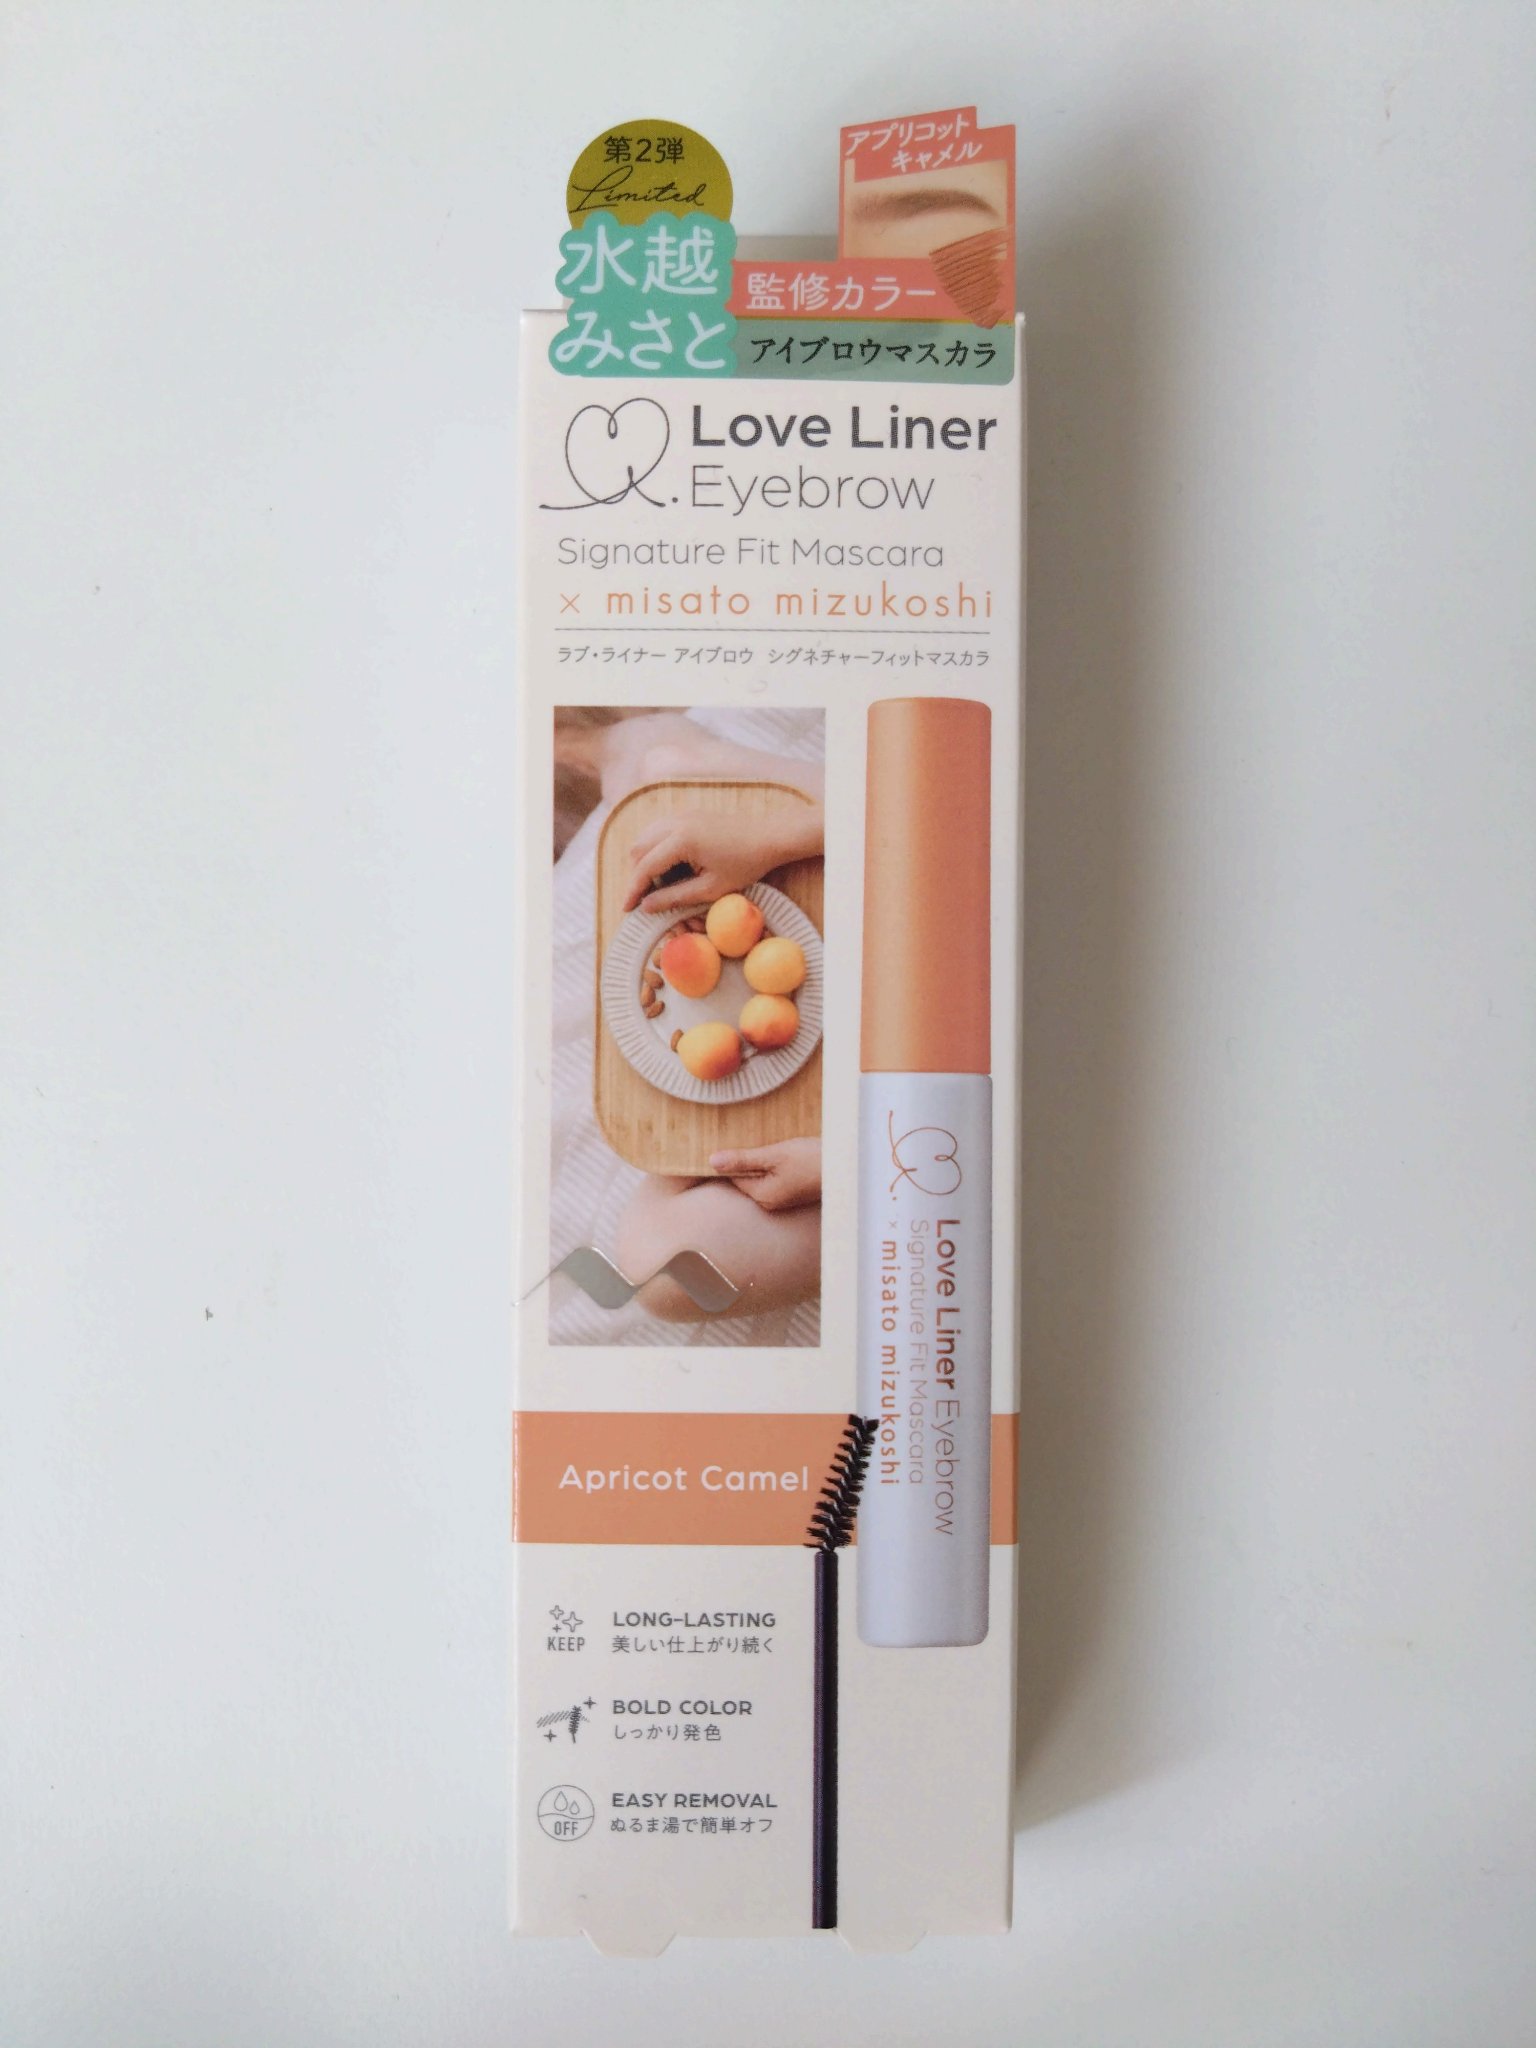 第2弾
Limited
水越
みさと
アプリコット
キャメル
監修カラー
アイブロウマスカラ
Love Liner
Eyebrow
Signature Fit Mascara
× misato mizukoshi
ラブ・ライナー アイブロウ シグネチャーフィットマスカラ
Love Liner Eyebrow
Signature Fit Mascara
× misato mizukoshi
Apricot Camel
KEEP
LONG-LASTING
美しい仕上がり続く
BOLD COLOR
しっかり発色
OFF
EASY REMOVAL
ぬるま湯で簡単オフ